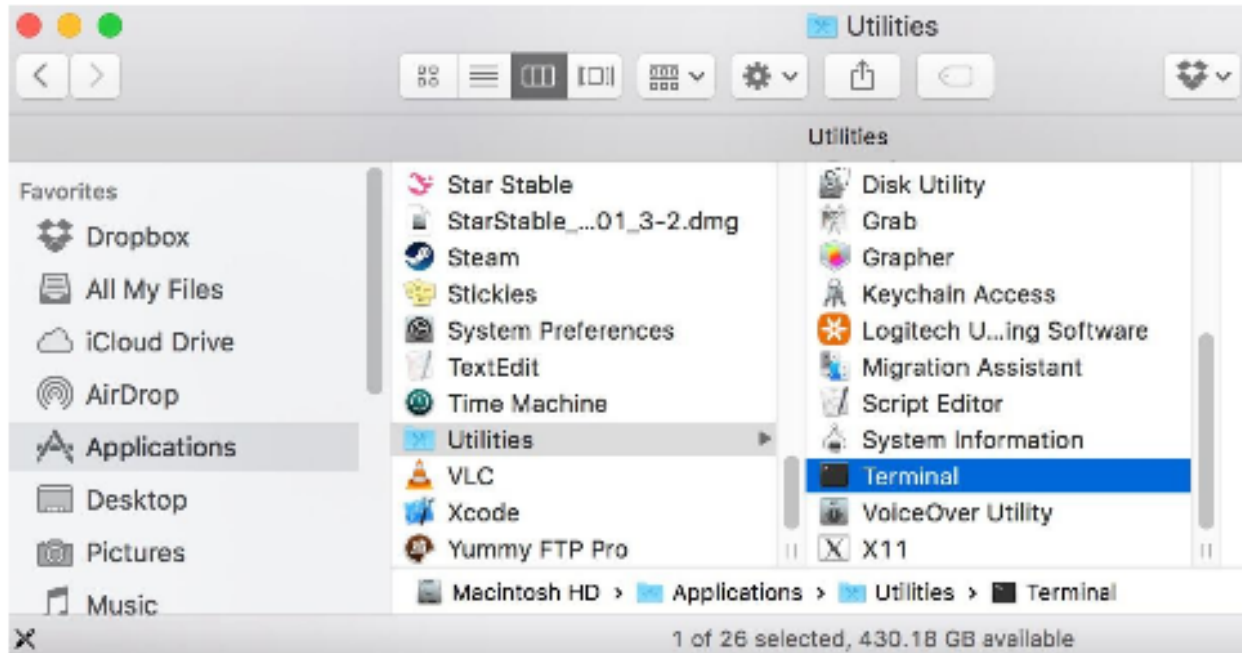 Utilities
Utilities
Favorites
Dropbox
All My Files
iCloud Drive
AirDrop
Applications
Desktop
Pictures
Music
Star Stable
StarStable_...01_3-2.dmg
Steam
Stickies
System Preferences
TextEdit
Time Machine
Utilities
VLC
Xcode
Yummy FTP Pro
Disk Utility
Grab
Grapher
Keychain Access
Logitech U...ing Software
Migration Assistant
Script Editor
System Information
Terminal
VoiceOver Utility
X11
Macintosh HD › Applications › Utilities › Terminal
1 of 26 selected, 430.18 GB available